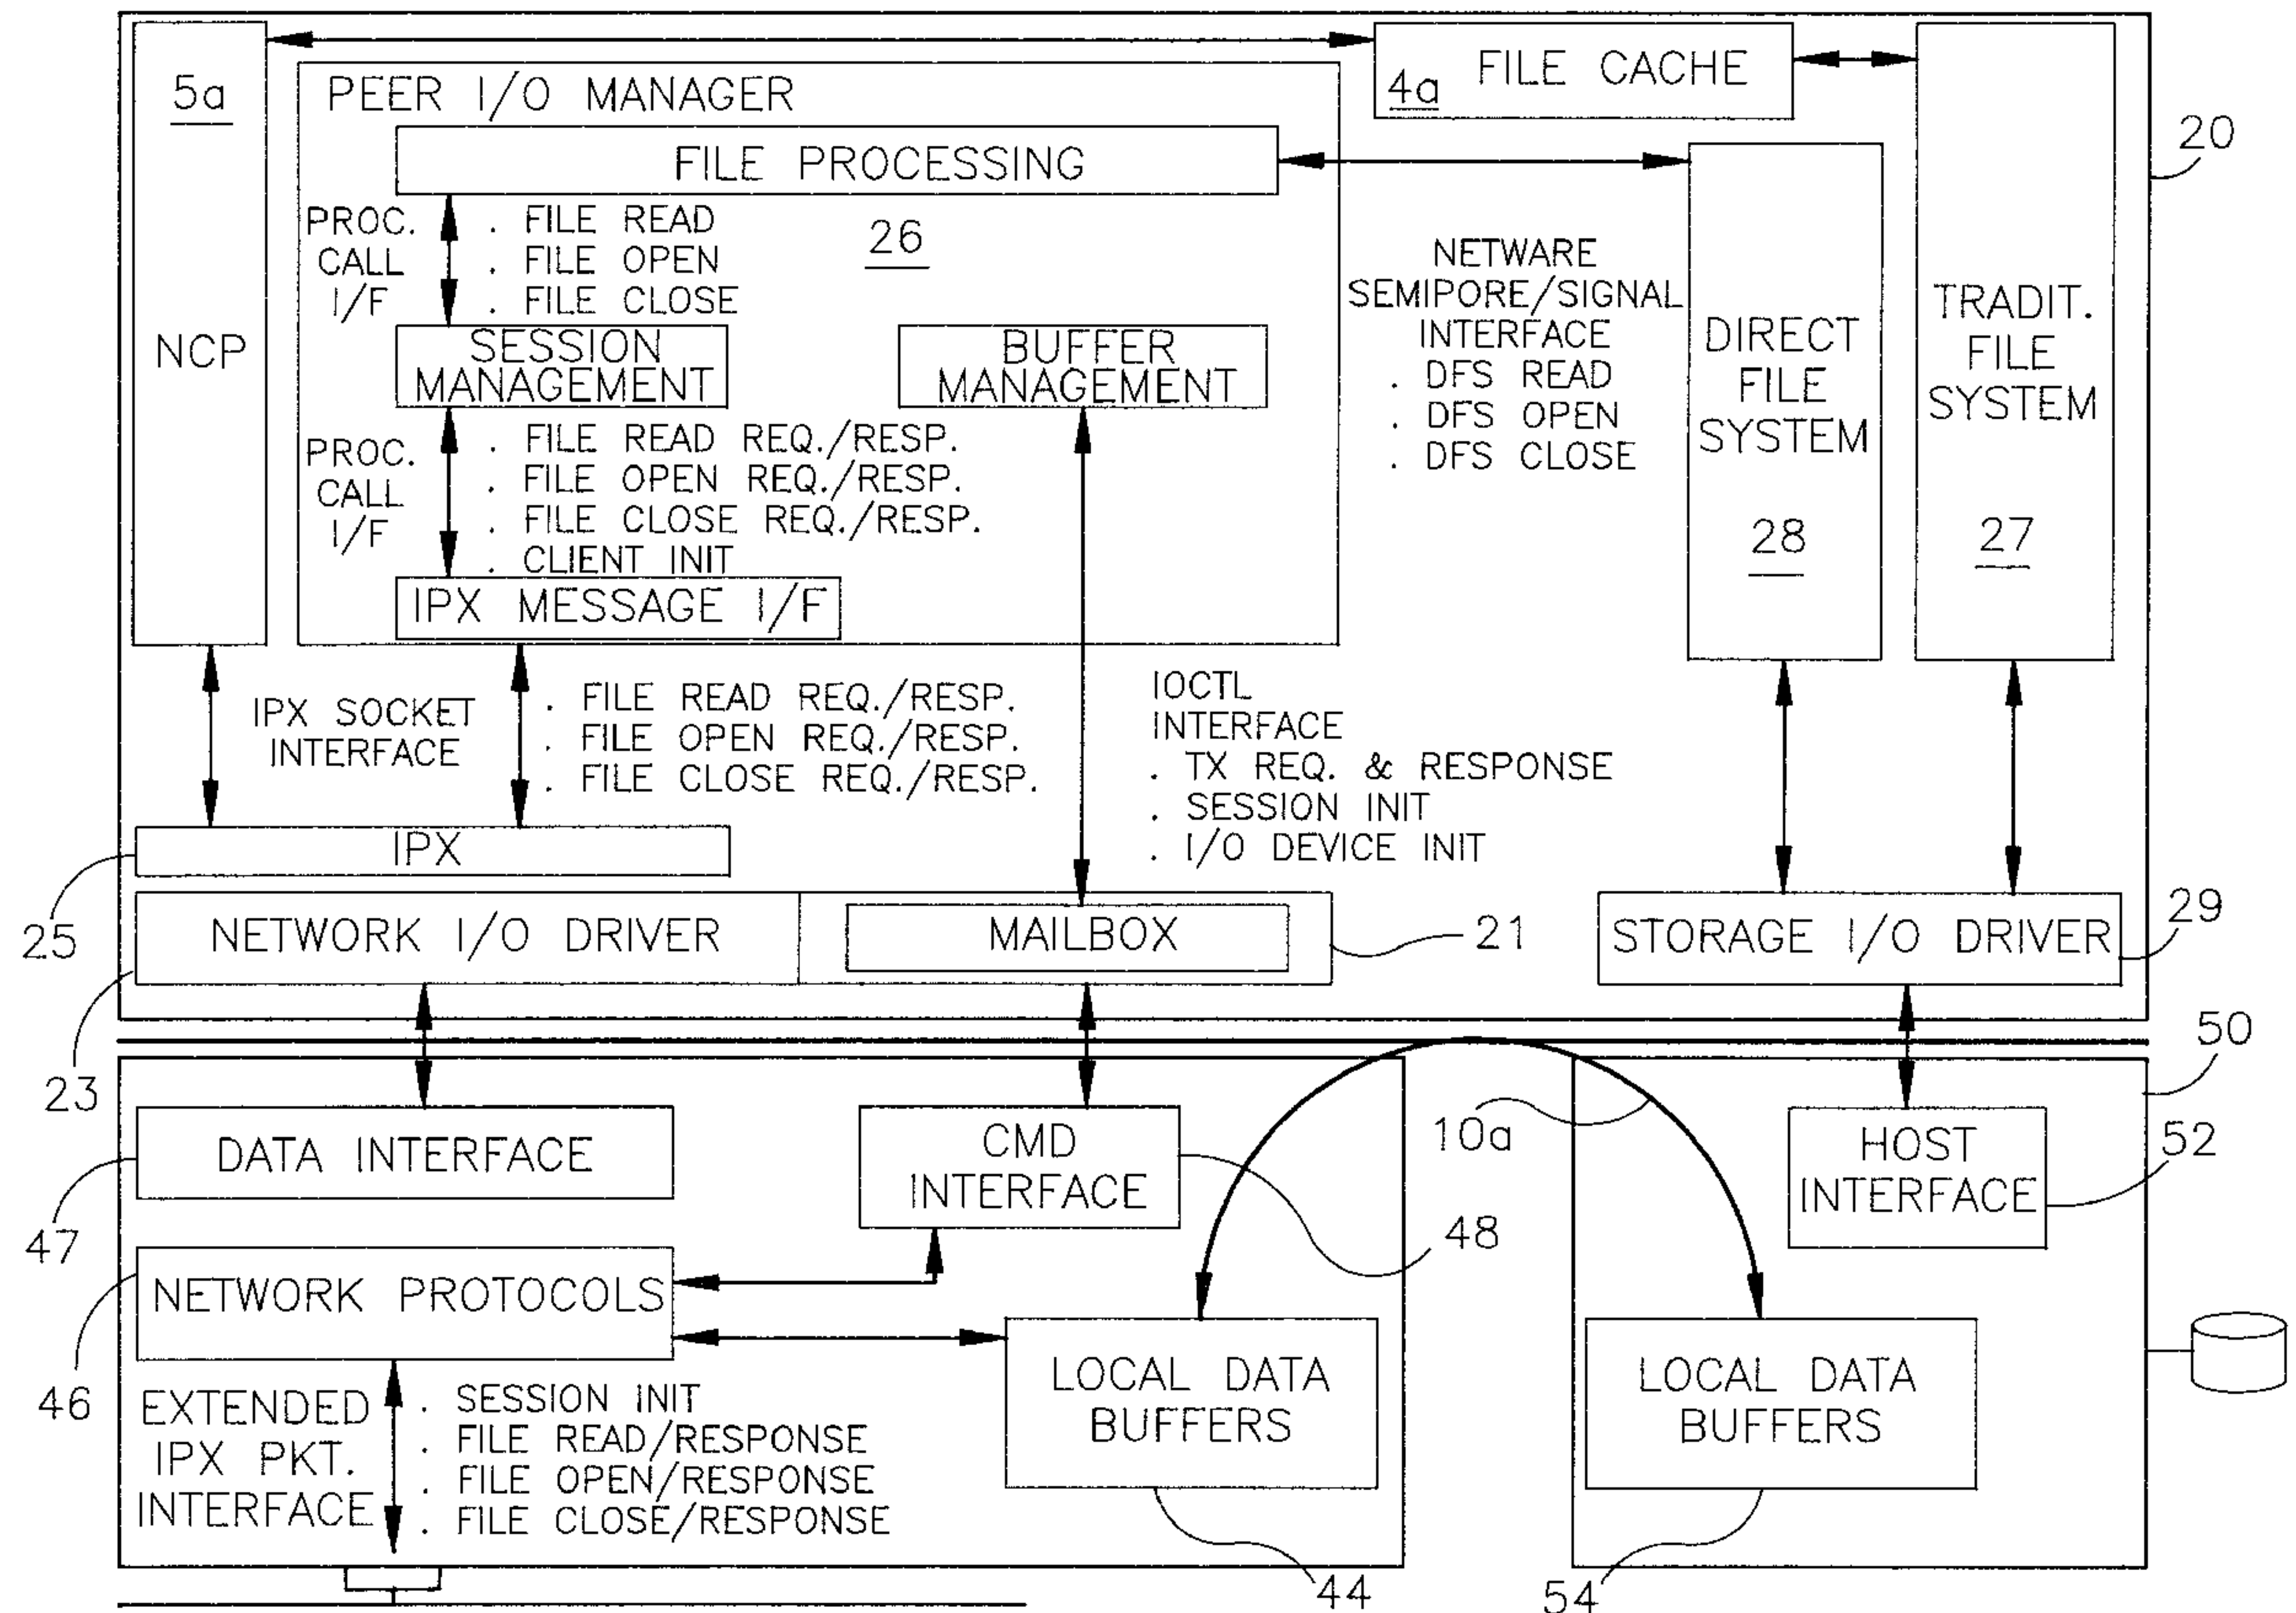 5a
NCP
PEER I/O MANAGER
FILE PROCESSING
26
PROC.
CALL
I/F
. FILE READ
. FILE OPEN
. FILE CLOSE
SESSION
MANAGEMENT
BUFFER
MANAGEMENT
PROC.
CALL
I/F
. FILE READ REQ./RESP.
. FILE OPEN REQ./RESP.
. FILE CLOSE REQ./RESP.
. CLIENT INIT
IPX MESSAGE I/F
4a
FILE CACHE
NETWARE
SEMIPORE/SIGNAL
INTERFACE
. DFS READ
. DFS OPEN
. DFS CLOSE
DIRECT
FILE
SYSTEM
28
TRADIT.
FILE
SYSTEM
27
20
IPX SOCKET
INTERFACE
. FILE READ REQ./RESP.
. FILE OPEN REQ./RESP.
. FILE CLOSE REQ./RESP.
IOCTL
INTERFACE
. TX REQ. & RESPONSE
. SESSION INIT
. I/O DEVICE INIT
IPX
25
NETWORK I/O DRIVER
MAILBOX
21
STORAGE I/O DRIVER
29
23
50
DATA INTERFACE
47
CMD
INTERFACE
48
10a
HOST
INTERFACE
52
NETWORK PROTOCOLS
46
EXTENDED
IPX PKT.
INTERFACE
. SESSION INIT
. FILE READ/RESPONSE
. FILE OPEN/RESPONSE
. FILE CLOSE/RESPONSE
LOCAL DATA
BUFFERS
44
LOCAL DATA
BUFFERS
54